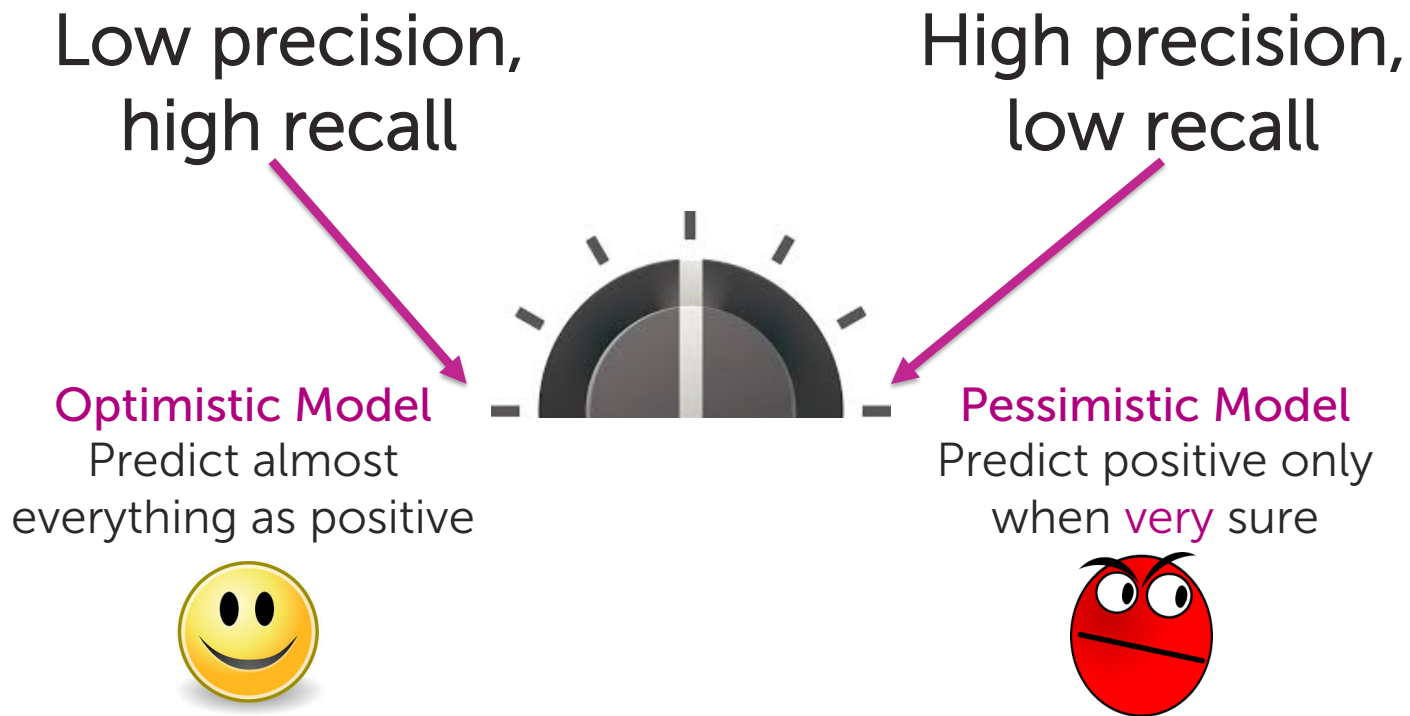 Low precision,
high recall
High precision,
low recall
Optimistic Model
Predict almost
everything as positive
Pessimistic Model
Predict positive only
when very sure